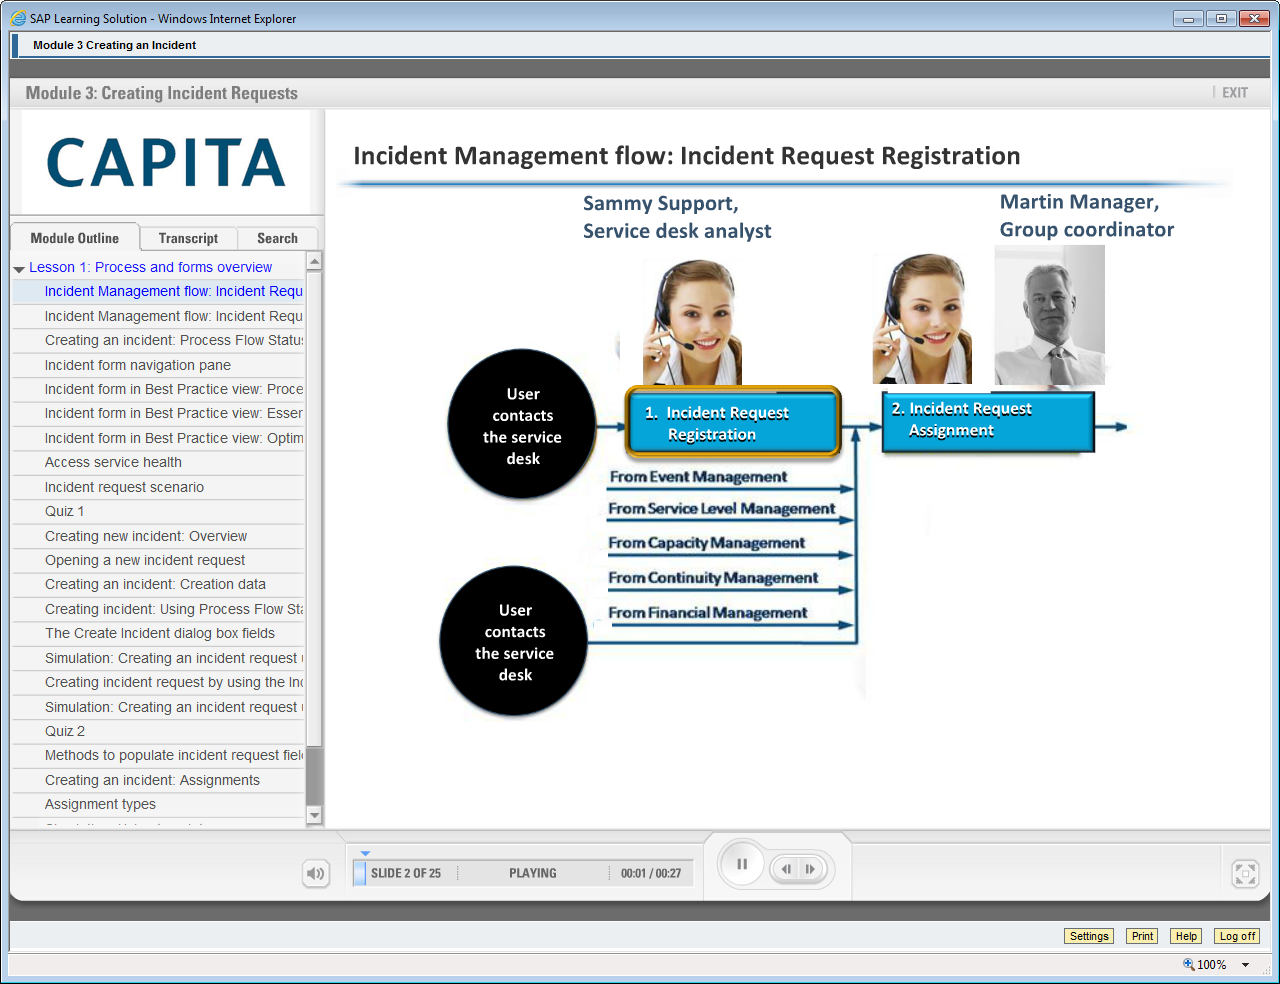 SAP Learning Solution - Windows Internet Explorer
Module 3 Creating an Incident
Module 3: Creating Incident Requests
EXIT
CAPITA
Module Outline
Transcript
Search
Lesson 1: Process and forms overview
Incident Management flow: Incident Requ
Incident Management flow: Incident Requ
Creating an incident: Process Flow Status
Incident form navigation pane
Incident form in Best Practice view: Proce
Incident form in Best Practice view: Essen
Incident form in Best Practice view: Optim
Access service health
Incident request scenario
Quiz 1
Creating new incident: Overview
Opening a new incident request
Creating an incident: Creation data
Creating incident: Using Process Flow Sta
The Create Incident dialog box fields
Simulation: Creating an incident request u
Creating incident request by using the Inc
Simulation: Creating an incident request u
Quiz 2
Methods to populate incident request field
Creating an incident: Assignments
Assignment types
Incident Management flow: Incident Request Registration
Sammy Support,
Service desk analyst
Martin Manager,
Group coordinator
User
contacts
the service
desk
1. Incident Request
Registration
2. Incident Request
Assignment
From Event Management
From Service Level Management
From Capacity Management
From Continuity Management
From Financial Management
User
contacts
the service
desk
SLIDE 2 OF 25
PLAYING
00:01 / 00:27
Settings
Print
Help
Log off
100%